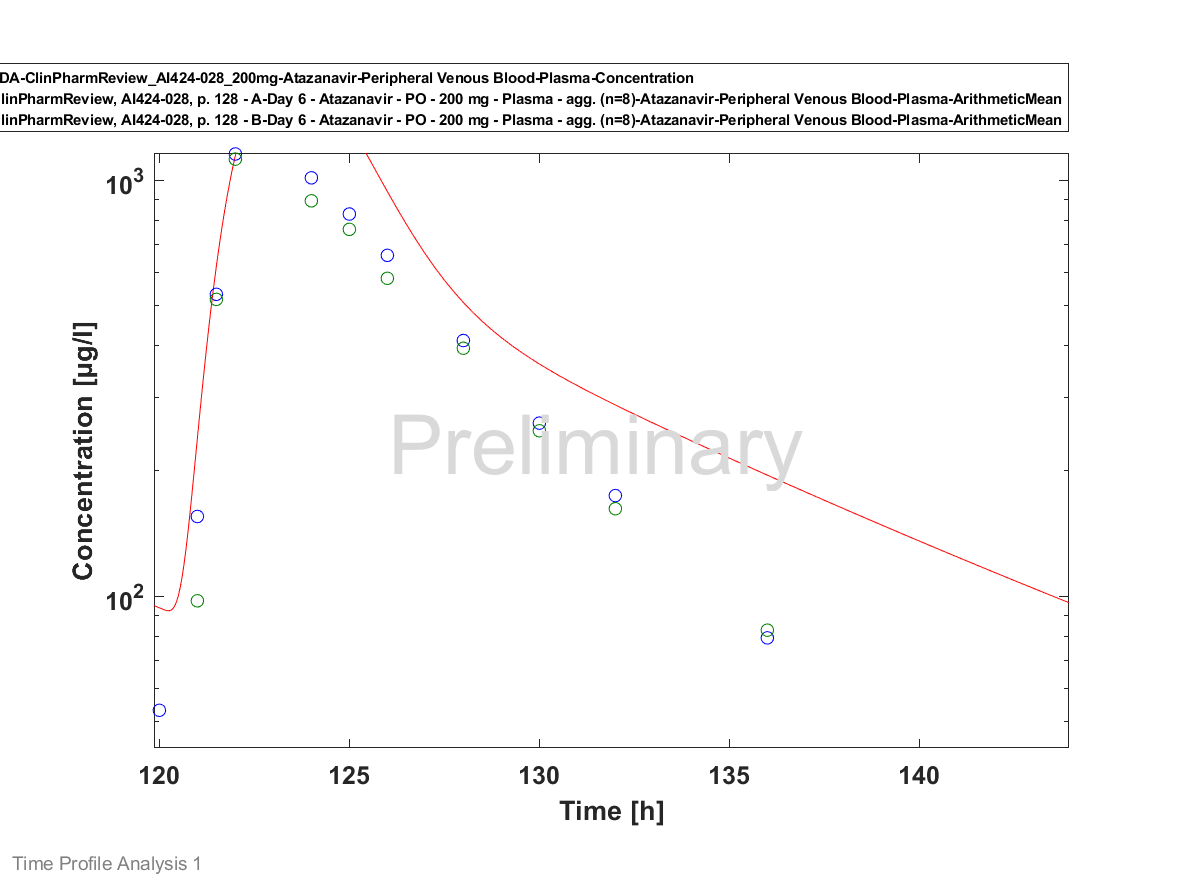 DA-ClinPharmReview_AI424-028_200mg-Atazanavir-Peripheral Venous Blood-Plasma-Concentration
linPharmReview, AI424-028, p. 128 - A-Day 6 - Atazanavir - PO - 200 mg - Plasma - agg. (n=8)-Atazanavir-Peripheral Venous Blood-Plasma-ArithmeticMean
linPharmReview, AI424-028, p. 128 - B-Day 6 - Atazanavir - PO - 200 mg - Plasma - agg. (n=8)-Atazanavir-Peripheral Venous Blood-Plasma-ArithmeticMean
10³
Concentration [µg/l]
Preliminary
10²
120 125 130 135 140
Time [h]
Time Profile Analysis 1